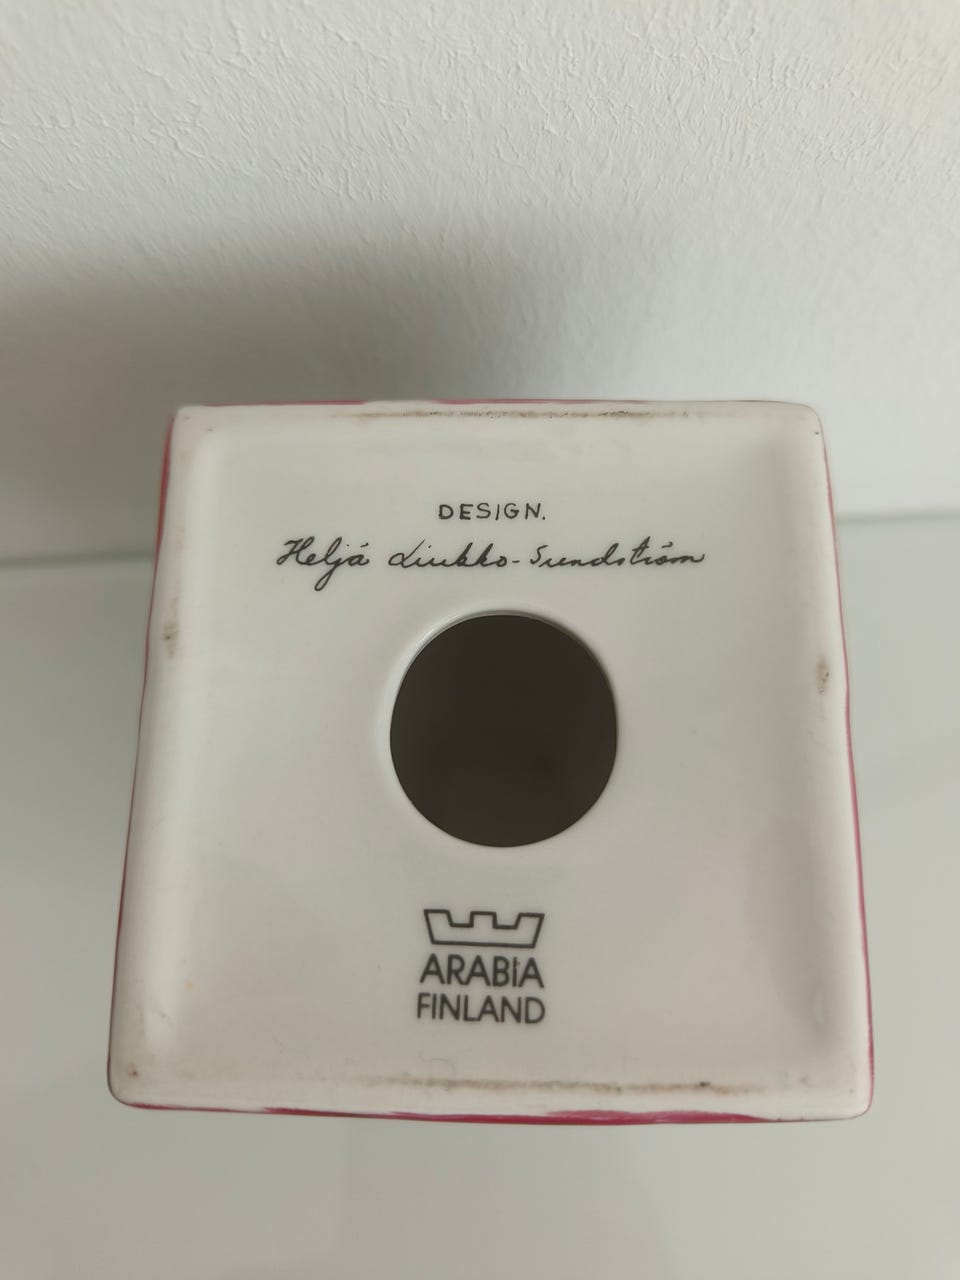 DESIGN.
Heljä Liukko-Sundström
ARABIA
FINLAND